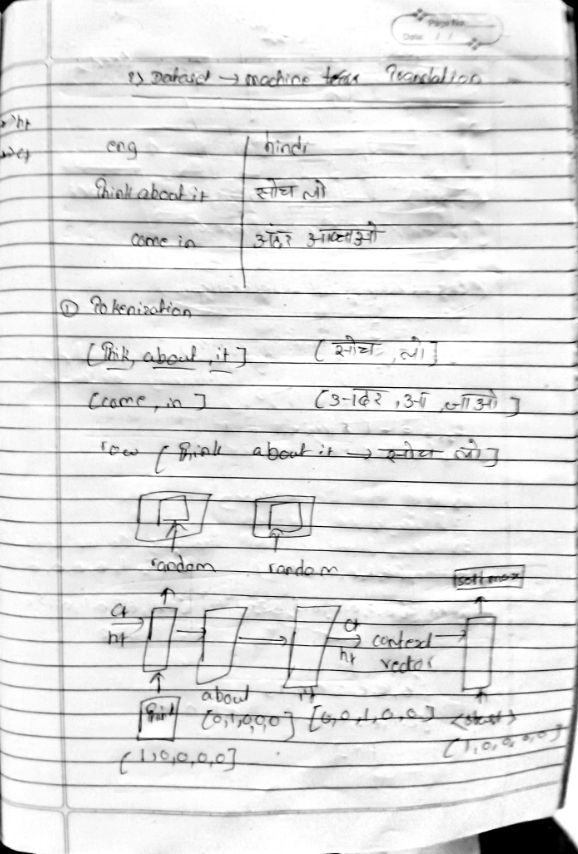 Page No.
Date: / /
2) Dataset → machine Translation
→ht
→ct
eng | hindi
Think about it | सोच लो
come in | अंदर आ जाओ
① Tokenization
[Think, about, it] [सोच, लो]
[come, in] [अंदर, आ, जाओ]
row [Think about it → सोच लो]
random random
softmax
ct ct context
ht ht vector
about it
Think [0,1,0,0,0] [0,0,1,0,0] <start>
[1,0,0,0,0] [1,0,0,0,0]